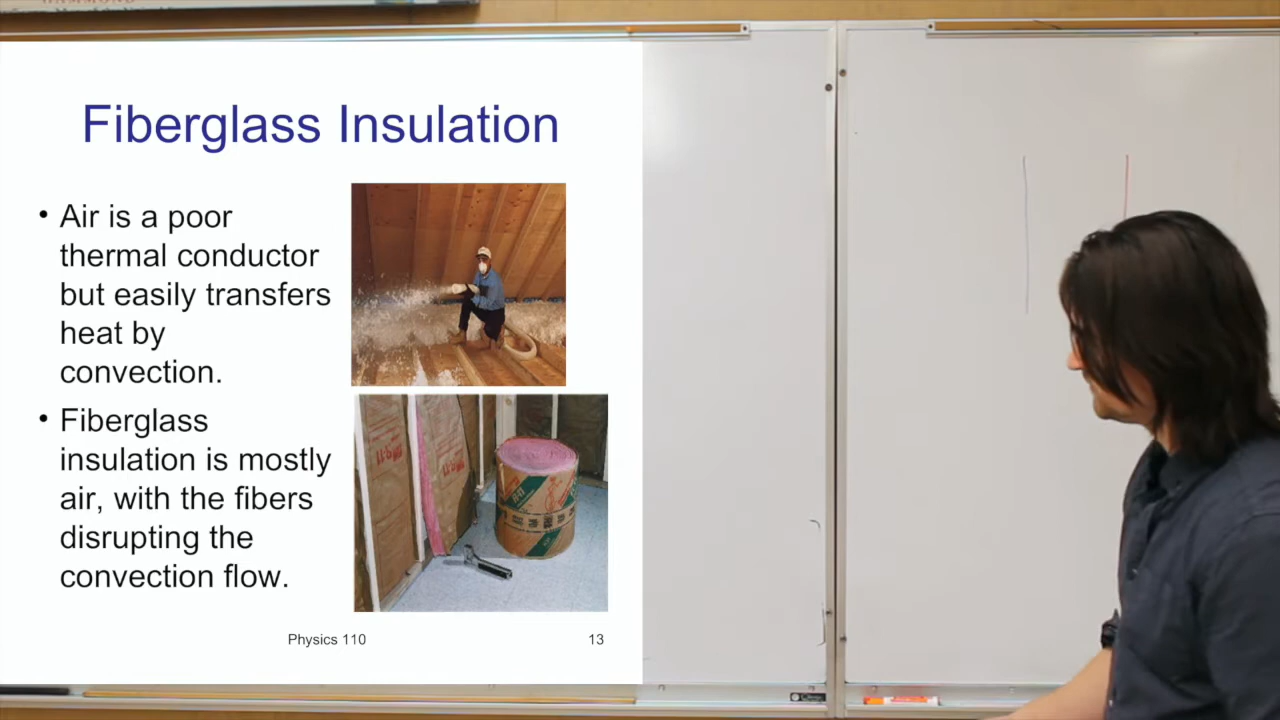 HAMMOND
Fiberglass Insulation
• Air is a poor
thermal conductor
but easily transfers
heat by
convection.
• Fiberglass
insulation is mostly
air, with the fibers
disrupting the
convection flow.
Physics 110
13